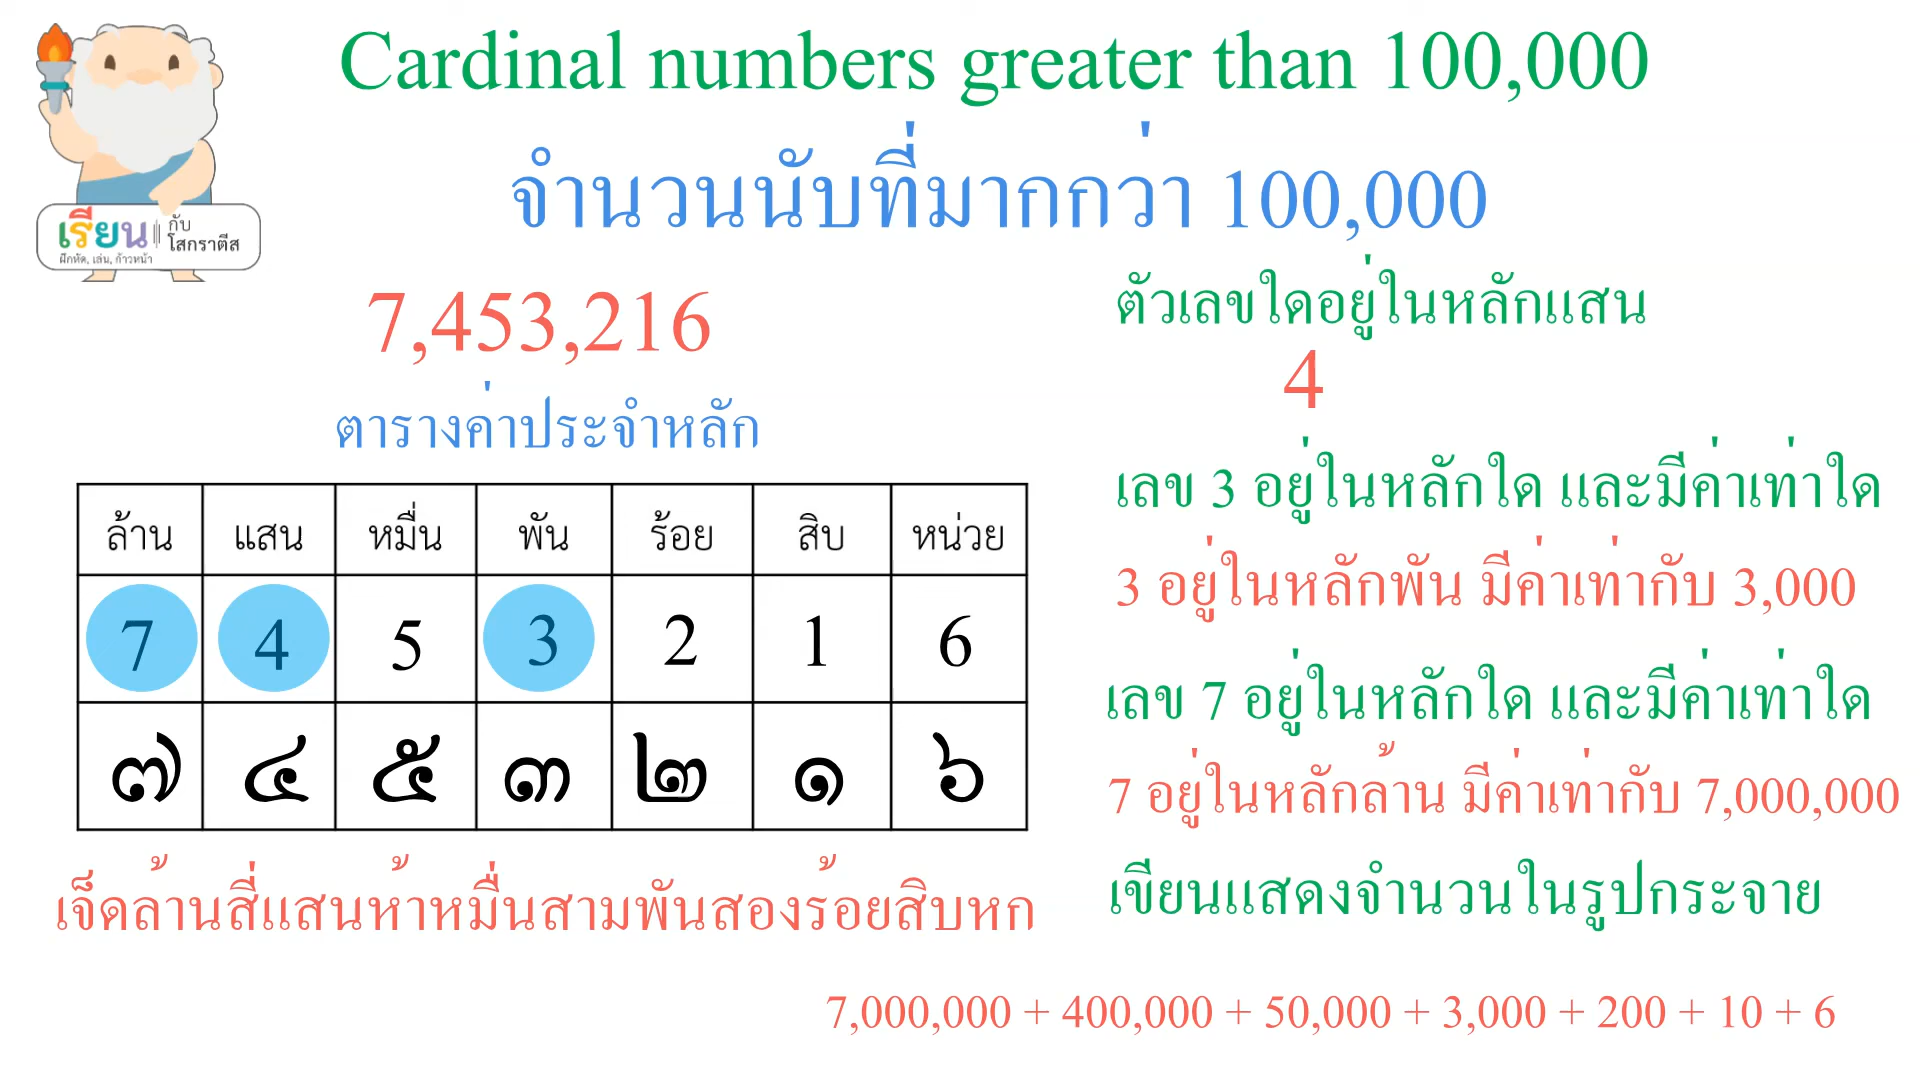 Cardinal numbers greater than 100,000
จำนวนนับที่มากกว่า 100,000
เรียน กับ โสกราตีส
ฝึกหัด, เล่น, ก้าวหน้า
7,453,216
ตารางค่าประจำหลัก
ล้าน แสน หมื่น พัน ร้อย สิบ หน่วย
7 4 5 3 2 1 6
๗ ๔ ๕ ๓ ๒ ๑ ๖
เจ็ดล้านสี่แสนห้าหมื่นสามพันสองร้อยสิบหก
ตัวเลขใดอยู่ในหลักแสน
4
เลข 3 อยู่ในหลักใด และมีค่าเท่าใด
3 อยู่ในหลักพัน มีค่าเท่ากับ 3,000
เลข 7 อยู่ในหลักใด และมีค่าเท่าใด
7 อยู่ในหลักล้าน มีค่าเท่ากับ 7,000,000
เขียนแสดงจำนวนในรูปกระจาย
7,000,000 + 400,000 + 50,000 + 3,000 + 200 + 10 + 6